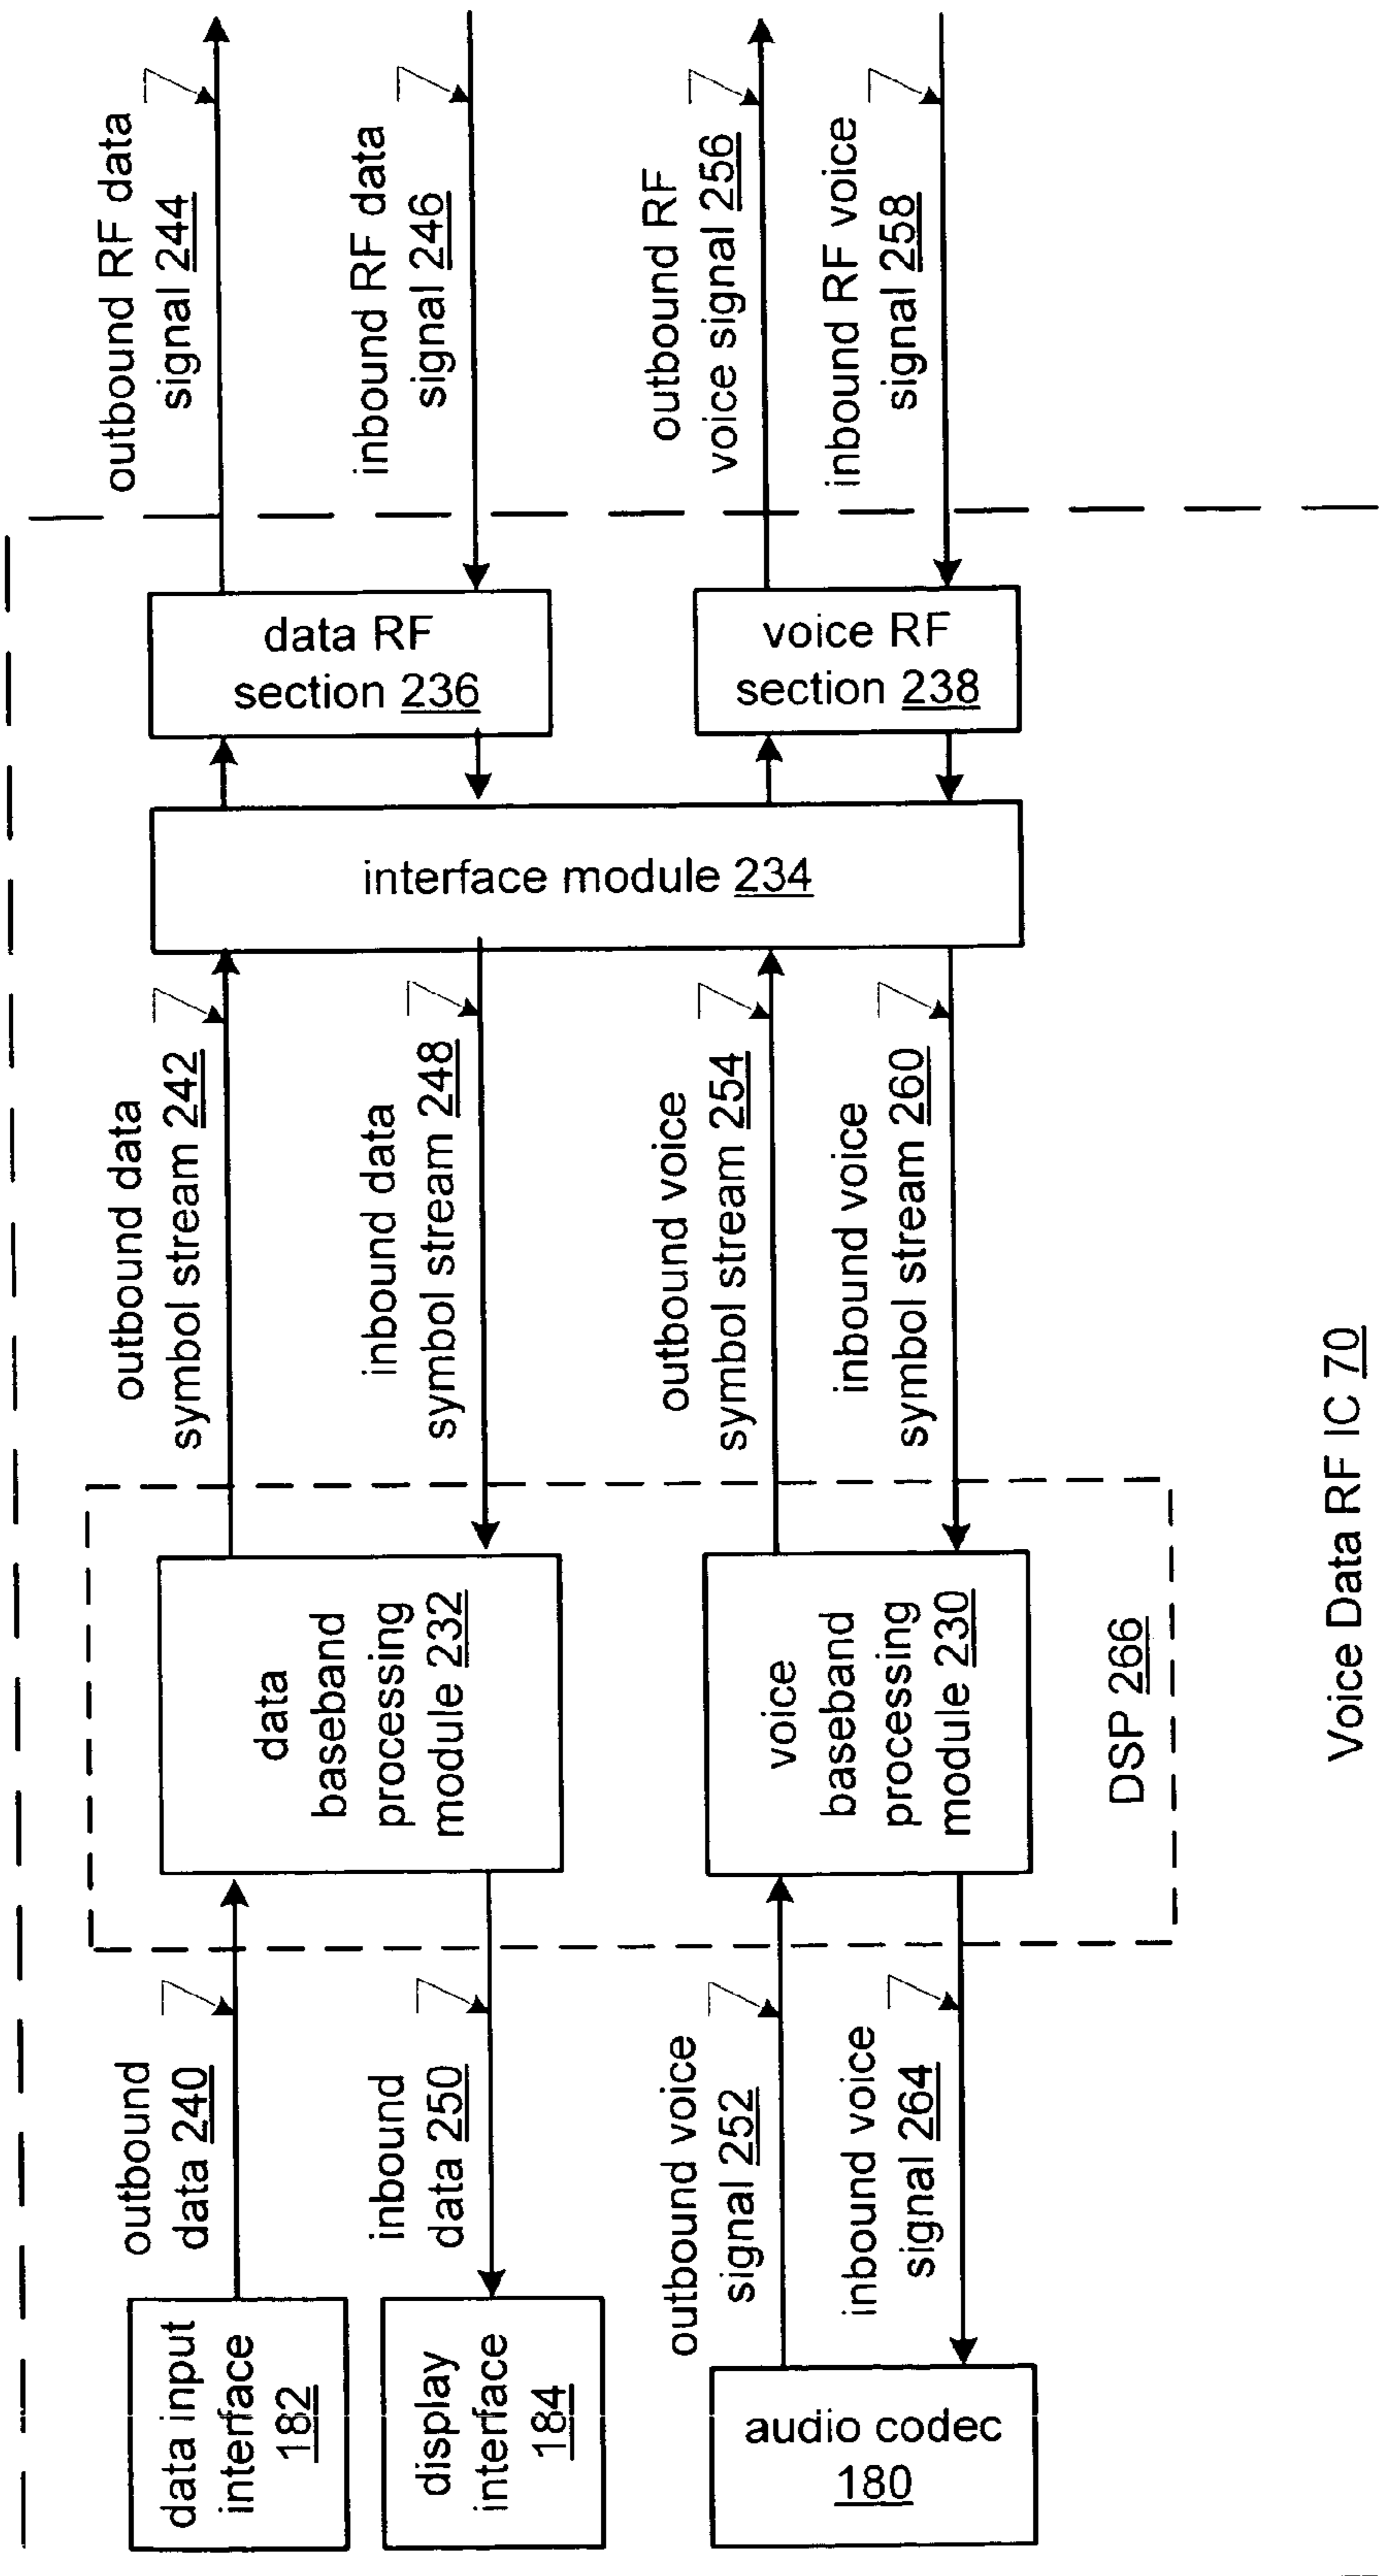 data input
interface
182
outbound
data 240
data
baseband
processing
module 232
outbound data
symbol stream 242
interface module 234
data RF
section 236
outbound RF data
signal 244
display
interface
184
inbound
data 250
inbound data
symbol stream 248
inbound RF data
signal 246
audio codec
180
outbound voice
signal 252
voice
baseband
processing
module 230
outbound voice
symbol stream 254
voice RF
section 238
outbound RF
voice signal 256
inbound voice
signal 264
inbound voice
symbol stream 260
inbound RF voice
signal 258
DSP 266
Voice Data RF IC 70